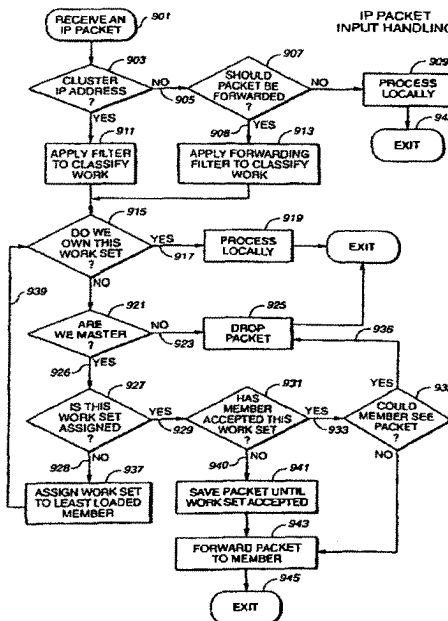 IP PACKET
INPUT HANDLING
RECEIVE AN
IP PACKET
901
903
CLUSTER
IP ADDRESS
?
NO
905
YES
911
907
SHOULD
PACKET BE
FORWARDED
?
NO
908
YES
913
909
PROCESS
LOCALLY
EXIT
APPLY FILTER
TO CLASSIFY
WORK
APPLY FORWARDING
FILTER TO CLASSIFY
WORK
915
DO WE
OWN THIS
WORK SET
?
YES
917
NO
919
PROCESS
LOCALLY
EXIT
939
921
ARE
WE MASTER
?
NO
923
926
YES
925
DROP
PACKET
936
927
IS THIS
WORK SET
ASSIGNED
?
YES
929
928
NO
931
HAS
MEMBER
ACCEPTED THIS
WORK SET
?
YES
933
940
NO
YES
COULD
MEMBER SEE
PACKET
?
NO
937
ASSIGN WORK SET
TO LEAST LOADED
MEMBER
941
SAVE PACKET UNTIL
WORK SET ACCEPTED
943
FORWARD PACKET
TO MEMBER
945
EXIT